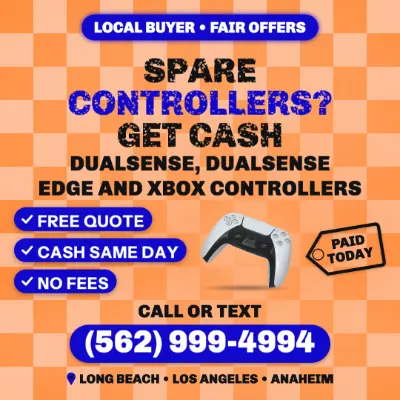 LOCAL BUYER • FAIR OFFERS
SPARE
CONTROLLERS?
GET CASH
DUALSENSE, DUALSENSE
EDGE AND XBOX CONTROLLERS
FREE QUOTE
CASH SAME DAY
NO FEES
PAID
TODAY
CALL OR TEXT
(562) 999-4994
LONG BEACH • LOS ANGELES • ANAHEIM